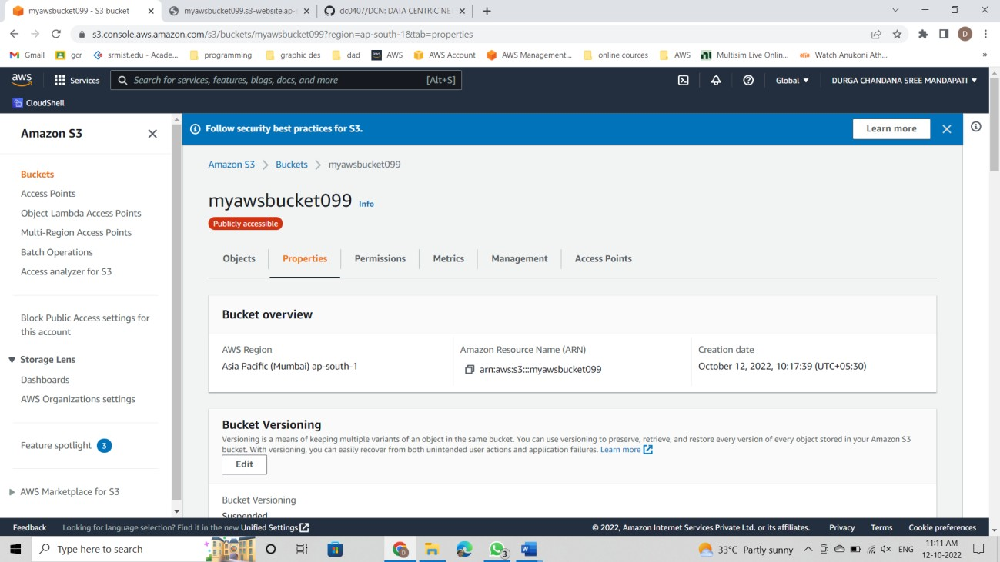 myawsbucket099 - S3 bucket
myawsbucket099.s3-website.ap-s
dc0407/DCN: DATA CENTRIC NET
s3.console.aws.amazon.com/s3/buckets/myawsbucket099?region=ap-south-1&tab=properties
D
Gmail gcr srmist.edu - Acade... programming graphic des dad AWS AWS Account AWS Management... online cources AWS Multisim Live Onlin... Watch Anukoni Ath... »
aws Services Search for services, features, blogs, docs, and more [Alt+S] Global ▼ DURGA CHANDANA SREE MANDAPATI ▼
CloudShell
Amazon S3
Buckets
Access Points
Object Lambda Access Points
Multi-Region Access Points
Batch Operations
Access analyzer for S3
Block Public Access settings for
this account
Storage Lens
Dashboards
AWS Organizations settings
Feature spotlight 3
AWS Marketplace for S3
Follow security best practices for S3. Learn more
Amazon S3 > Buckets > myawsbucket099
myawsbucket099 Info
Publicly accessible
Objects Properties Permissions Metrics Management Access Points
Bucket overview
AWS Region
Asia Pacific (Mumbai) ap-south-1
Amazon Resource Name (ARN)
arn:aws:s3:::myawsbucket099
Creation date
October 12, 2022, 10:17:39 (UTC+05:30)
Bucket Versioning
Versioning is a means of keeping multiple variants of an object in the same bucket. You can use versioning to preserve, retrieve, and restore every version of every object stored in your Amazon S3
bucket. With versioning, you can easily recover from both unintended user actions and application failures. Learn more
Edit
Bucket Versioning
Suspended
Feedback Looking for language selection? Find it in the new Unified Settings © 2022, Amazon Internet Services Private Ltd. or its affiliates. Privacy Terms Cookie preferences
Type here to search 3 33°C Partly sunny ENG 11:11 AM
12-10-2022